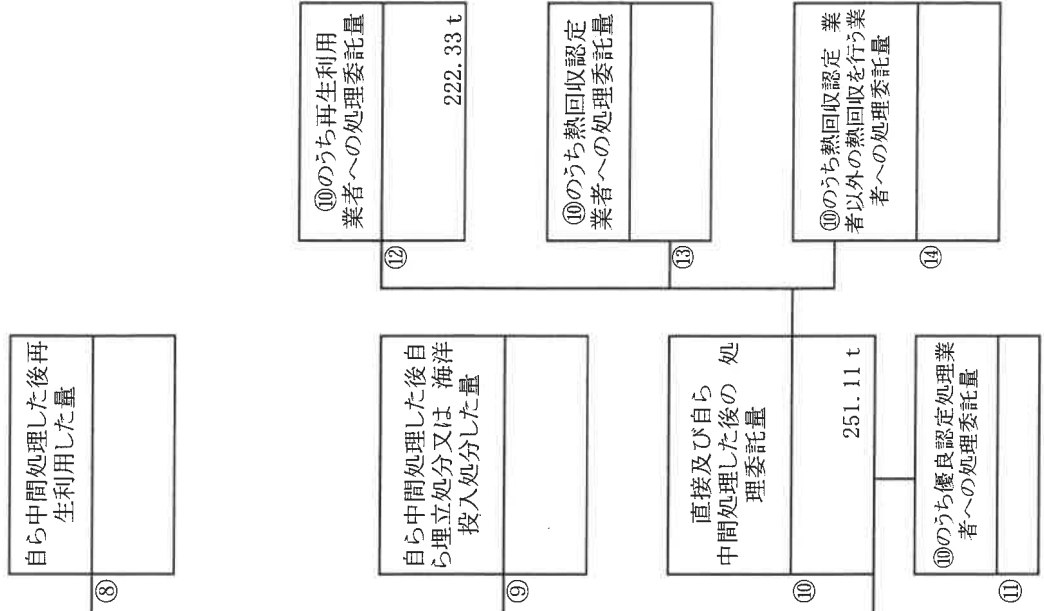 自ら中間処理した後再
生利用した量
⑧
自ら中間処理した後自
ら埋立処分又は 海洋
投入処分した量
⑨
直接及び自ら
中間処理した後の 処
理委託量
251.11 t
⑩
⑩のうち優良認定処理業
者への処理委託量
⑪
⑩のうち再生利用
業者への処理委託量
222.33 t
⑫
⑩のうち熱回収認定
業者への処理委託量
⑬
⑩のうち熱回収認定 業
者以外の熱回収を行う業
者への処理委託量
⑭